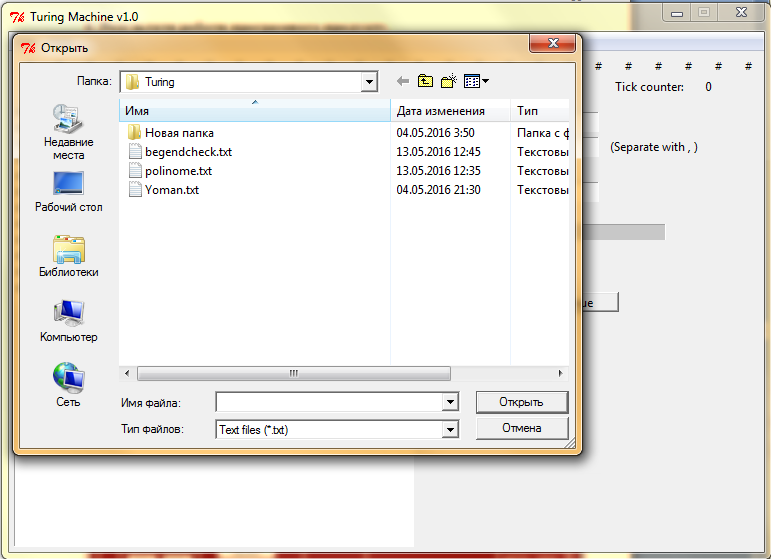 Turing Machine v1.0
Открыть
Папка: Turing
# # # # # #
Tick counter: 0
Имя Дата изменения Тип
Новая папка 04.05.2016 3:50 Папка с ф
begendcheck.txt 13.05.2016 12:45 Текстовы
polinome.txt 13.05.2016 12:35 Текстовы
Yoman.txt 04.05.2016 21:30 Текстовы
(Separate with , )
Недавние
места
Рабочий стол
Библиотеки
Компьютер
Сеть
ue
Имя файла:
Открыть
Тип файлов: Text files (*.txt)
Отмена